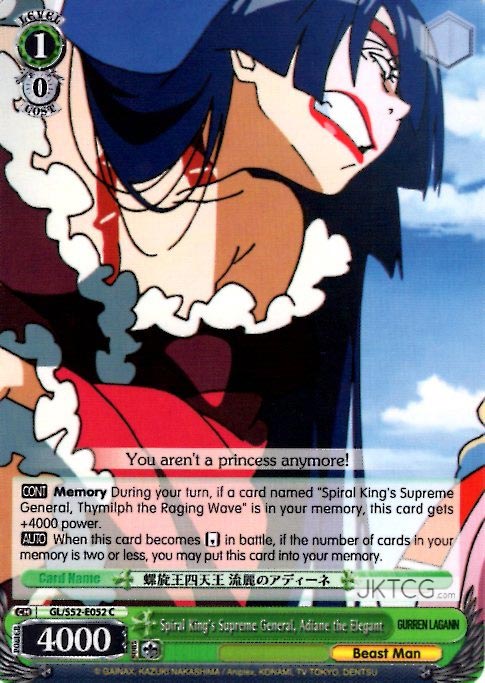 LEVEL
1
0
COST
You aren't a princess anymore!
CONT Memory During your turn, if a card named "Spiral King's Supreme
General, Thymilph the Raging Wave" is in your memory, this card gets
+4000 power.
AUTO When this card becomes in battle, if the number of cards in your
memory is two or less, you may put this card into your memory.
Card Name 螺旋王四天王 流麗のアディーネ
JKTCG.com
CH GL/S52-E052 C
POWER 4000 SOUL Spiral King's Supreme General, Adiane the Elegant GURREN LAGANN
Beast Man
© GAINAX, KAZUKI NAKASHIMA / Aniplex, KONAMI, TV TOKYO, DENTSU